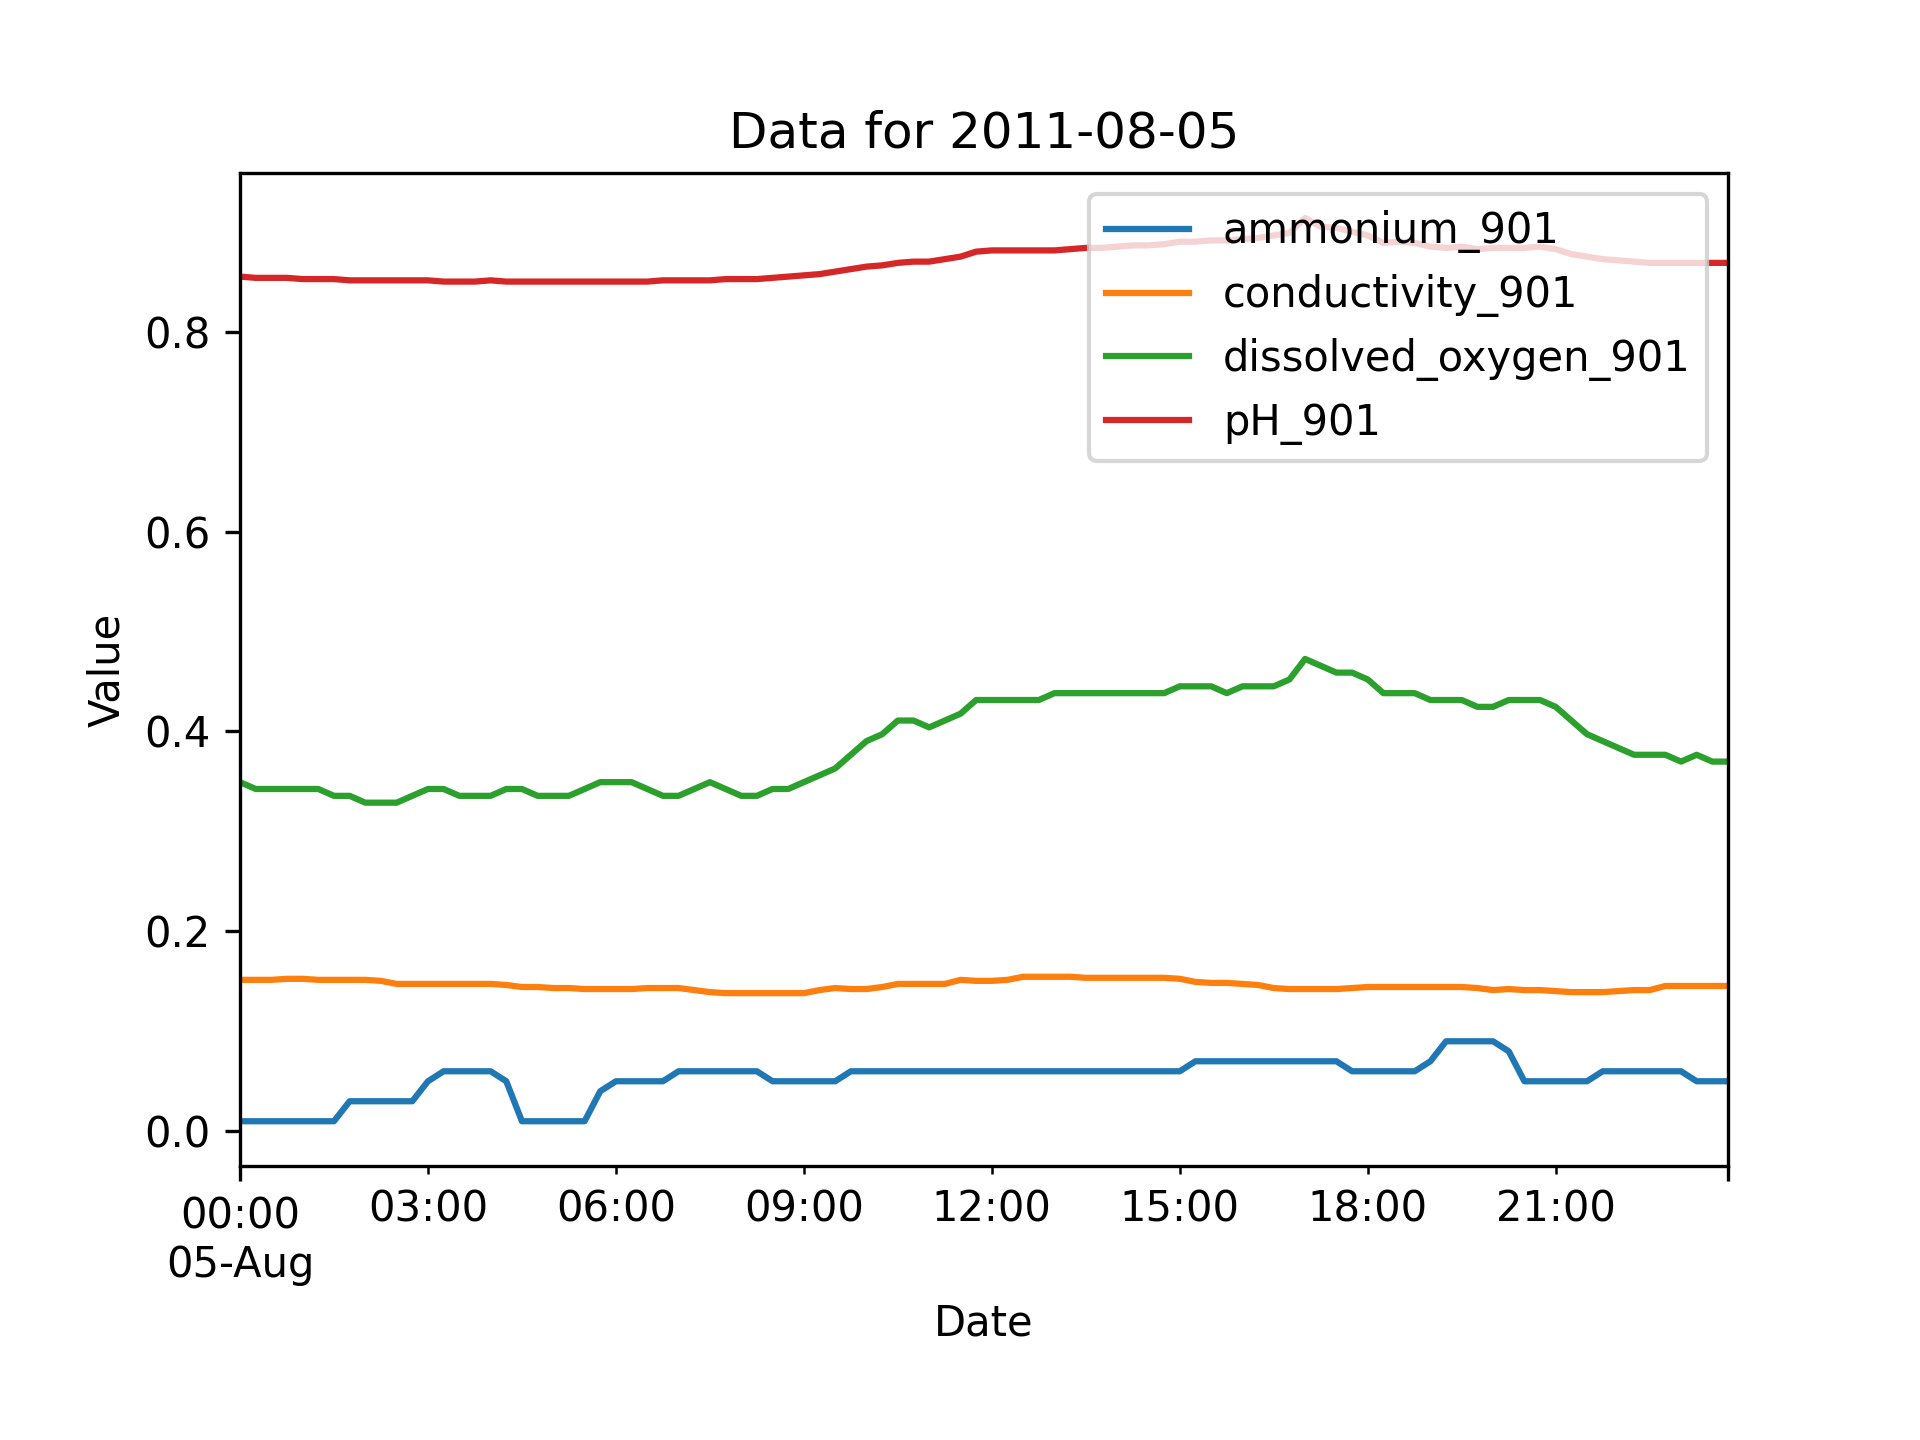 Data for 2011-08-05
ammonium_901
conductivity_901
dissolved_oxygen_901
pH_901
0.8
0.6
0.4
0.2
0.0
Value
00:00 03:00 06:00 09:00 12:00 15:00 18:00 21:00
05-Aug
Date